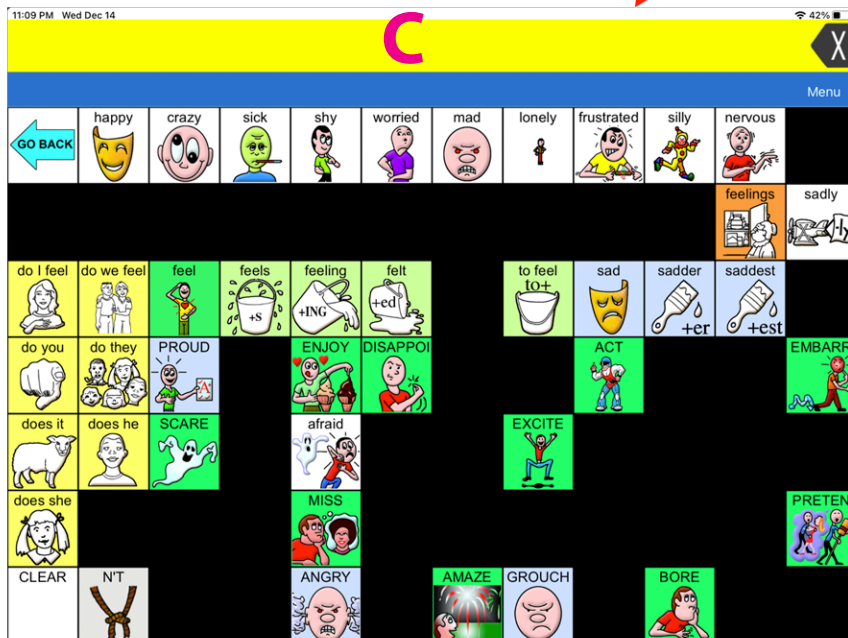 11:09 PM Wed Dec 14 42%
C
X
Menu
GO BACK happy crazy sick shy worried mad lonely frustrated silly nervous
feelings sadly
-ly
do I feel do we feel feel feels feeling felt to feel sad sadder saddest
+s +ING +ed to+ +er +est
do you do they PROUD ENJOY DISAPPOI ACT EMBARR
A
does it does he SCARE afraid EXCITE
does she MISS PRETEN
CLEAR N'T ANGRY AMAZE GROUCH BORE